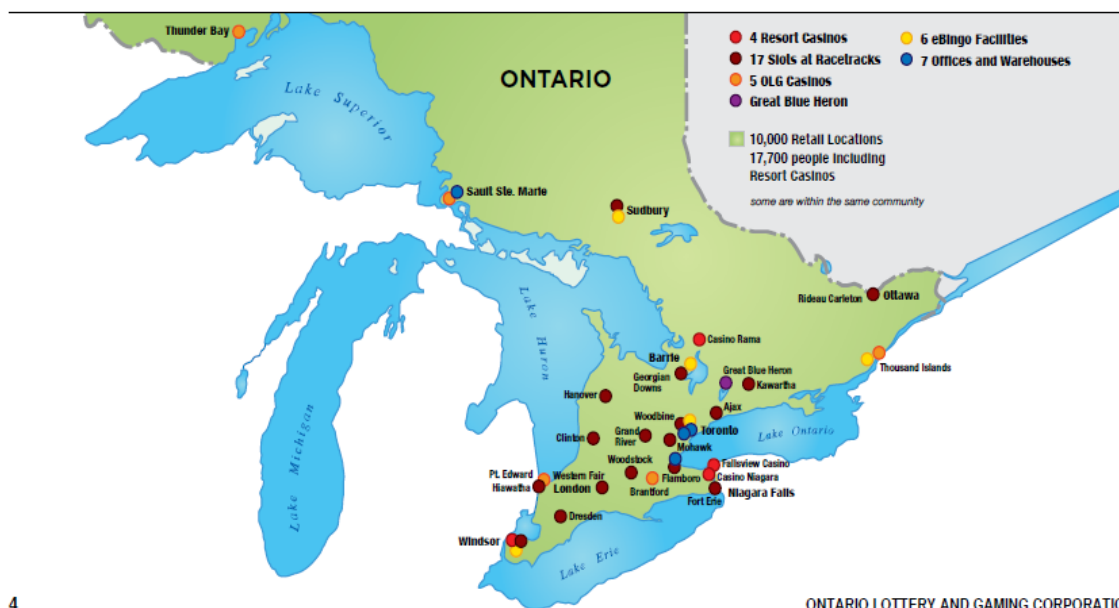 Thunder Bay
ONTARIO
Lake Superior
4 Resort Casinos
17 Slots at Racetracks
5 OLG Casinos
Great Blue Heron
6 eBingo Facilities
7 Offices and Warehouses
10,000 Retail Locations
17,700 people including
Resort Casinos
some are within the same community
Sault Ste. Marie
Sudbury
Rideau Carleton
Ottawa
Lake Huron
Lake Michigan
Casino Rama
Barrie
Georgian
Downs
Great Blue Heron
Kawartha
Thousand Islands
Hanover
Ajax
Woodbine
Toronto
Clinton
Grand
River
Mohawk
Lake Ontario
Woodstock
Flamboro
Fallsview Casino
Casino Niagara
Pt. Edward
Hiawatha
Western Fair
London
Brantford
Fort Erie
Niagara Falls
Dresden
Windsor
Lake Erie
4
ONTARIO LOTTERY AND GAMING CORPORATIO